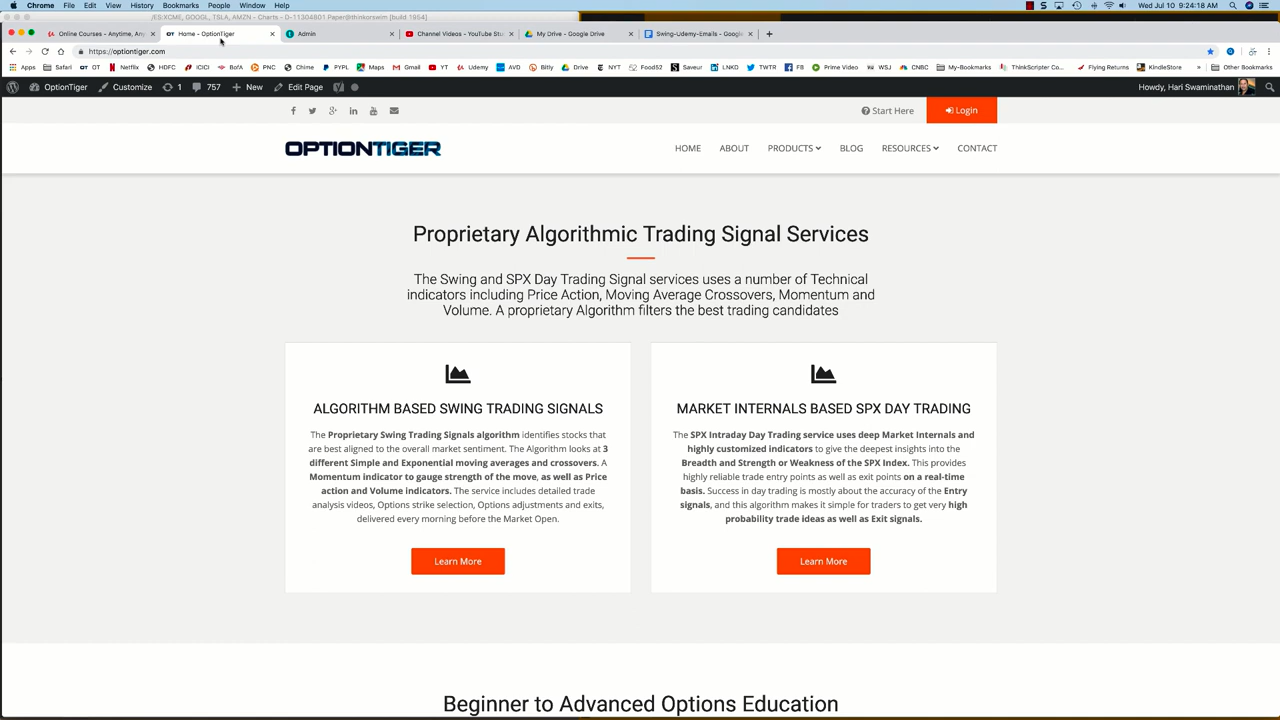 Chrome File Edit View History Bookmarks People Window Help Wed Jul 10 9:24:18 AM
/ES:XCME, GOOGL, TSLA, AMZN - Charts - D-11304801 Paper@thinkorswim [build 1954]
Online Courses - Anytime, Any Home - OptionTiger Admin Channel Videos - YouTube Stu My Drive - Google Drive Swing-Udemy-Emails - Google
https://optiontiger.com
Apps Safari OT Netflix HDFC ICICI PNC BofA Chime PYPL Maps Gmail YT Udemy AVD Bitly Drive NYT Food52 Saveur LNKD TWTR FB Prime Video WSJ CNBC My-Bookmarks ThinkScripter Co... Flying Returns KindleStore » Other Bookmarks
OptionTiger Customize 1 757 New Edit Page Howdy, Hari Swaminathan
Start Here Login
OPTIONTIGER
HOME ABOUT PRODUCTS BLOG RESOURCES CONTACT
Proprietary Algorithmic Trading Signal Services
The Swing and SPX Day Trading Signal services uses a number of Technical
indicators including Price Action, Moving Average Crossovers, Momentum and
Volume. A proprietary Algorithm filters the best trading candidates
ALGORITHM BASED SWING TRADING SIGNALS
The Proprietary Swing Trading Signals algorithm identifies stocks that
are best aligned to the overall market sentiment. The Algorithm looks at 3
different Simple and Exponential moving averages and crossovers. A
Momentum indicator to gauge strength of the move, as well as Price
action and Volume indicators. The service includes detailed trade
analysis videos, Options strike selection, Options adjustments and exits,
delivered every morning before the Market Open.
Learn More
MARKET INTERNALS BASED SPX DAY TRADING
The SPX Intraday Day Trading service uses deep Market Internals and
highly customized indicators to give the deepest insights into the
Breadth and Strength or Weakness of the SPX Index. This provides
highly reliable trade entry points as well as exit points on a real-time
basis. Success in day trading is mostly about the accuracy of the Entry
signals, and this algorithm makes it simple for traders to get very high
probability trade ideas as well as Exit signals.
Learn More
Beginner to Advanced Options Education